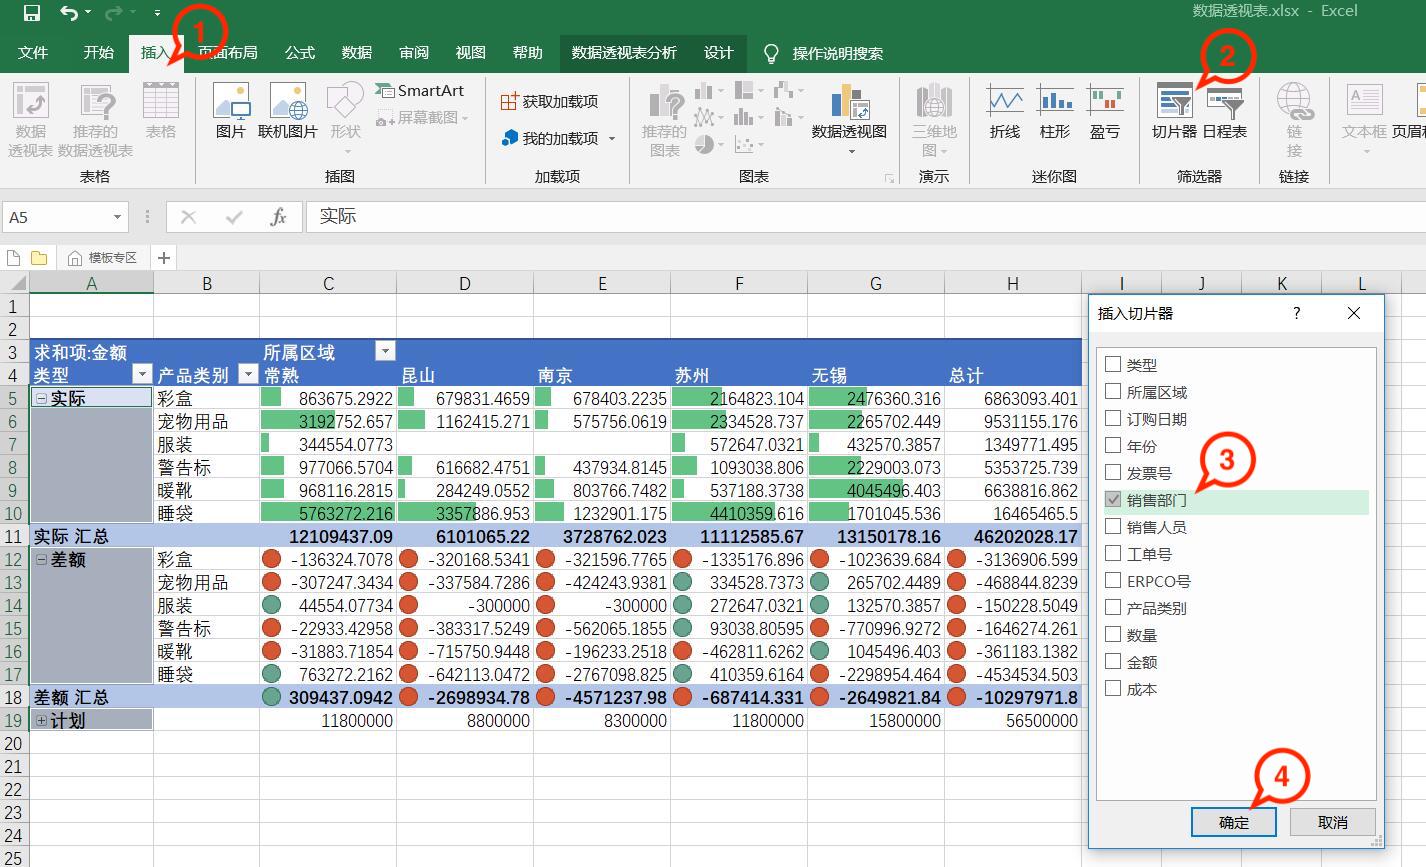 数据透视表.xlsx - Excel
文件 开始 插入 页面布局 公式 数据 审阅 视图 帮助 数据透视表分析 设计 操作说明搜索
1
2
数据透视表 推荐的数据透视表 表格
图片 联机图片 形状 SmartArt 屏幕截图
获取加载项
我的加载项
推荐的图表 数据透视图
三维地图
折线 柱形 盈亏
切片器 日程表
链接
文本框
表格 插图 加载项 图表 演示 迷你图 筛选器 链接
A5 fx 实际
模板专区
A B C D E F G H I J K L
1
2
3 求和项:金额 所属区域
4 类型 产品类别 常熟 昆山 南京 苏州 无锡 总计
5 实际 彩盒 863675.2922 679831.4659 678403.2235 2164823.104 2476360.316 6863093.401
6 宠物用品 3192752.657 1162415.271 575756.0619 2334528.737 2265702.449 9531155.176
7 服装 344554.0773 572647.0321 432570.3857 1349771.495
8 警告标 977066.5704 616682.4751 437934.8145 1093038.806 2229003.073 5353725.739
9 暖靴 968116.2815 284249.0552 803766.7482 537188.3738 4045496.403 6638816.862
10 睡袋 5763272.216 3357886.953 1232901.175 4410359.616 1701045.536 16465465.5
11 实际 汇总 12109437.09 6101065.22 3728762.023 11112585.67 13150178.16 46202028.17
12 差额 彩盒 -136324.7078 -320168.5341 -321596.7765 -1335176.896 -1023639.684 -3136906.599
13 宠物用品 -307247.3434 -337584.7286 -424243.9381 334528.7373 265702.4489 -468844.8239
14 服装 44554.07734 -300000 -300000 272647.0321 132570.3857 -150228.5049
15 警告标 -22933.42958 -383317.5249 -562065.1855 93038.80595 -770996.9272 -1646274.261
16 暖靴 -31883.71854 -715750.9448 -196233.2518 -462811.6262 1045496.403 -361183.1382
17 睡袋 763272.2162 -642113.0472 -2767098.825 410359.6164 -2298954.464 -4534534.503
18 差额 汇总 309437.0942 -2698934.78 -4571237.98 -687414.331 -2649821.84 -10297971.8
19 计划 11800000 8800000 8300000 11800000 15800000 56500000
20
21
22
23
24
25
插入切片器 ?
类型
所属区域
订购日期
年份
发票号
销售部门
3
销售人员
工单号
ERPCO号
产品类别
数量
金额
成本
4
确定 取消